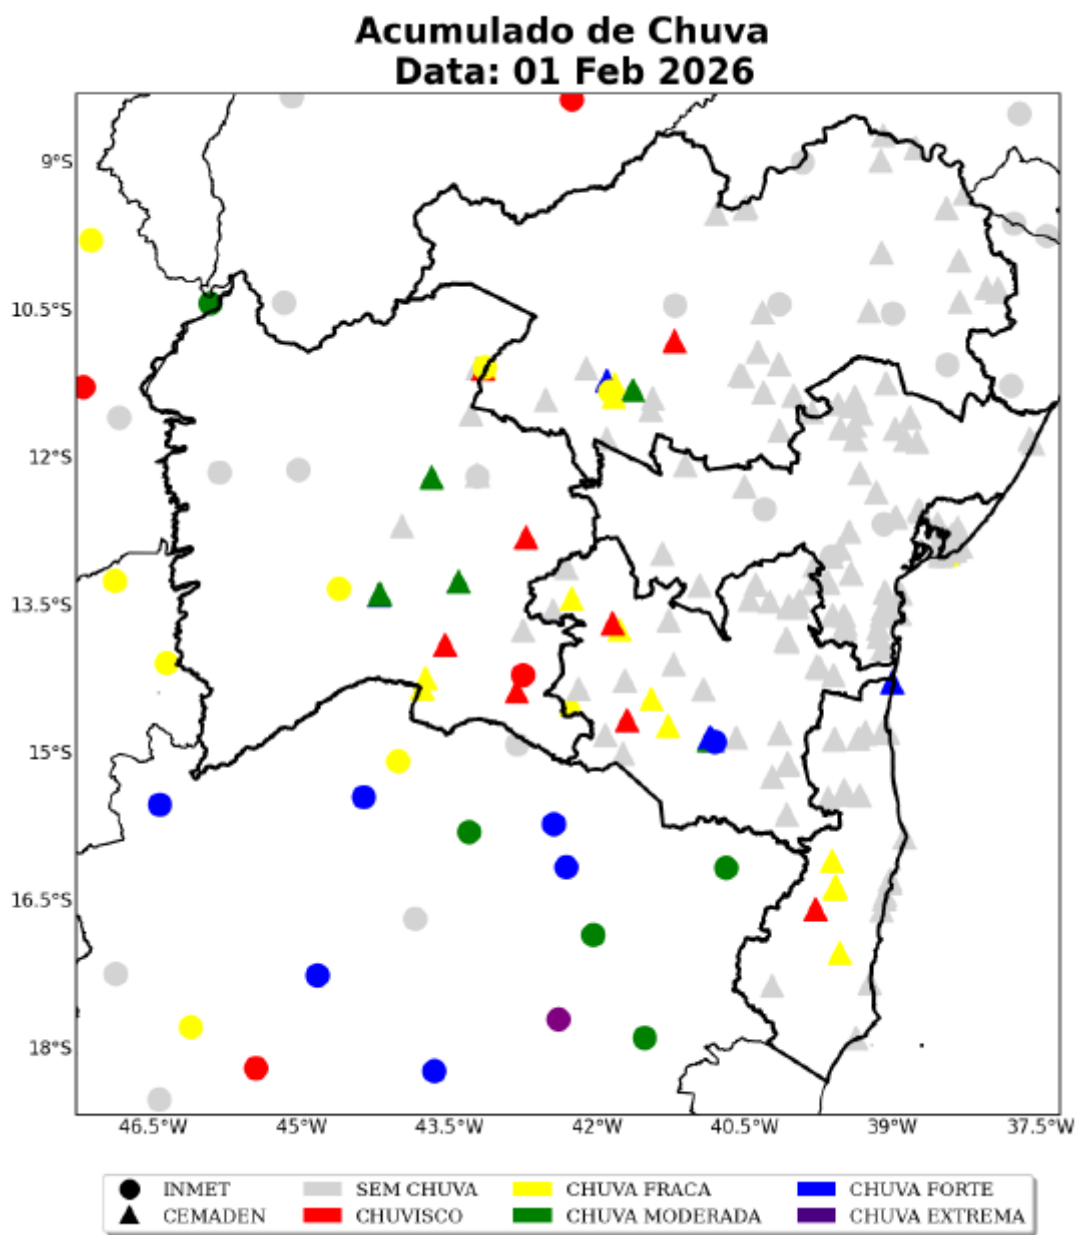 Acumulado de Chuva
Data: 01 Feb 2026
9°S
10.5°S
12°S
13.5°S
15°S
16.5°S
18°S
46.5°W 45°W 43.5°W 42°W 40.5°W 39°W 37.5°W
INMET SEM CHUVA CHUVA FRACA CHUVA FORTE
CEMADEN CHUVISCO CHUVA MODERADA CHUVA EXTREMA